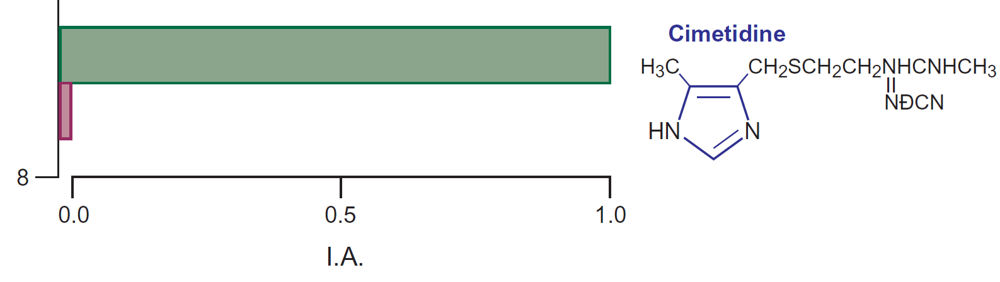 Cimetidine
H3C CH2SCH2CH2NHCNHCH3
NĐCN
HN N
8
0.0 0.5 1.0
I.A.